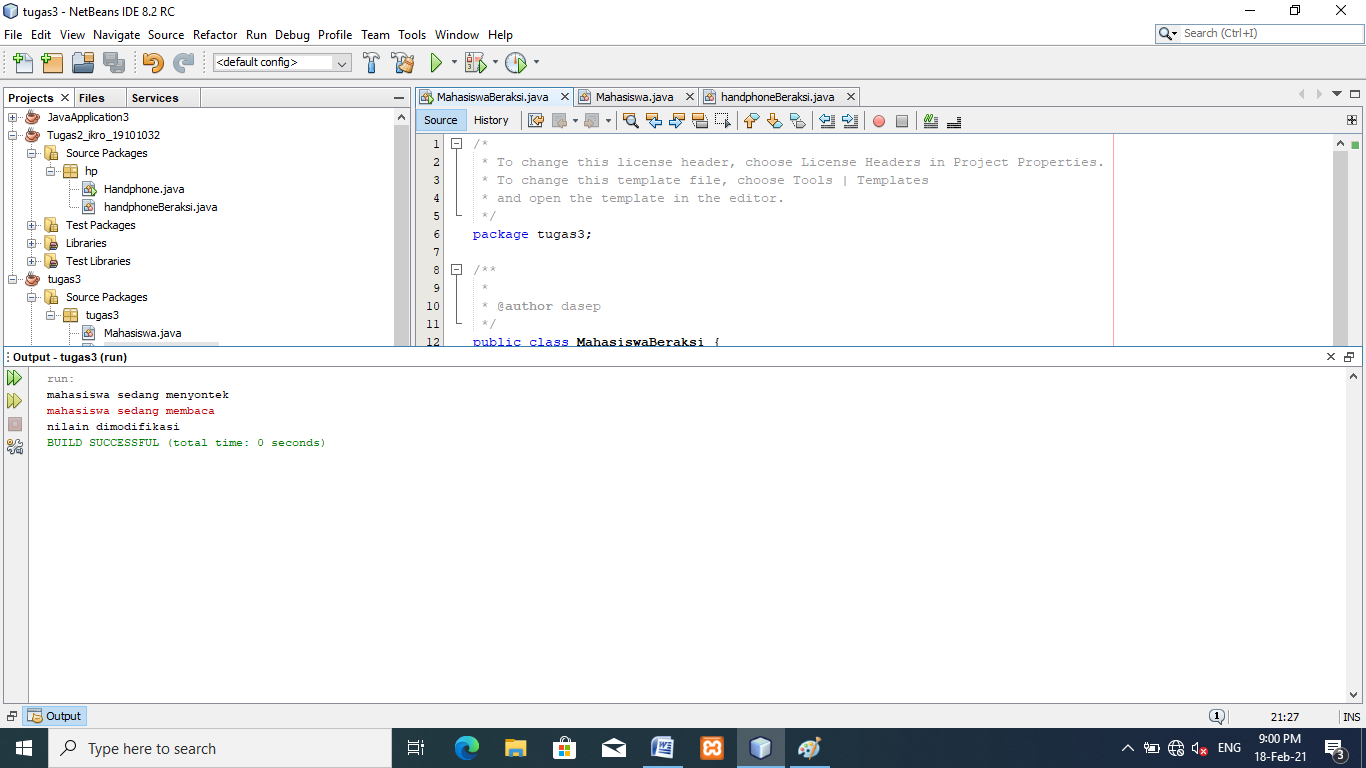 tugas3 - NetBeans IDE 8.2 RC
File Edit View Navigate Source Refactor Run Debug Profile Team Tools Window Help
Search (Ctrl+I)
<default config>
Projects Files Services
JavaApplication3
Tugas2_ikro_19101032
Source Packages
hp
Handphone.java
handphoneBeraksi.java
Test Packages
Libraries
Test Libraries
tugas3
Source Packages
tugas3
Mahasiswa.java
MahasiswaBeraksi.java Mahasiswa.java handphoneBeraksi.java
Source History
1 /*
2 * To change this license header, choose License Headers in Project Properties.
3 * To change this template file, choose Tools | Templates
4 * and open the template in the editor.
5 */
6 package tugas3;
7
8 /**
9 *
10 * @author dasep
11 */
12 public class MahasiswaBeraksi {
Output - tugas3 (run)
run:
mahasiswa sedang menyontek
mahasiswa sedang membaca
nilain dimodifikasi
BUILD SUCCESSFUL (total time: 0 seconds)
Output
1
21:27
INS
Type here to search
ENG
9:00 PM
18-Feb-21
3